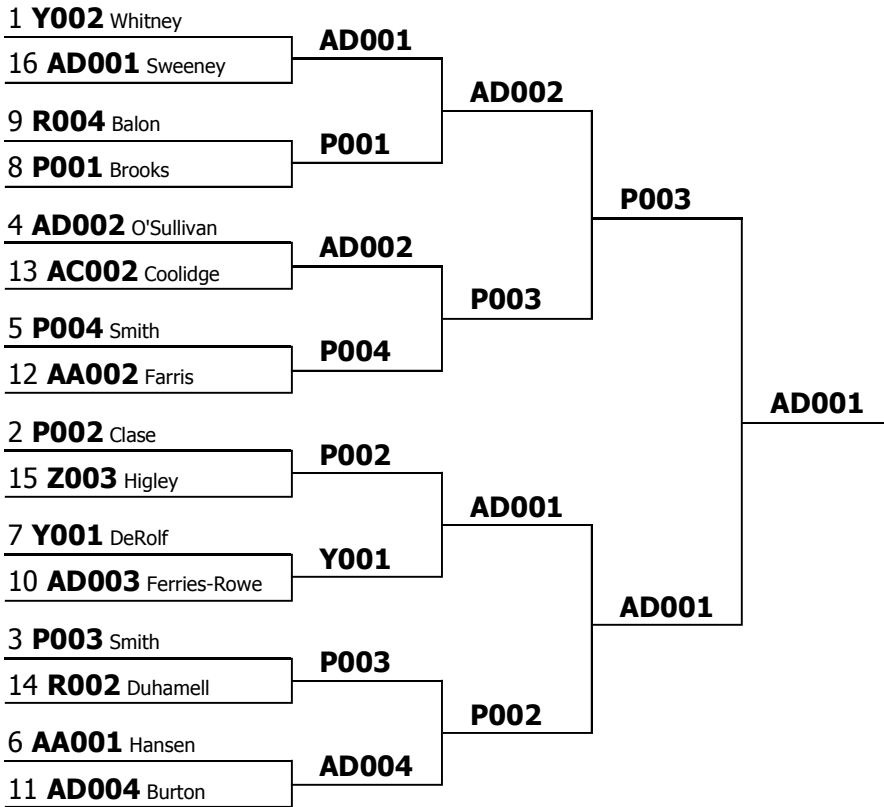 1 Y002 Whitney
16 AD001 Sweeney
9 R004 Balon
8 P001 Brooks
4 AD002 O'Sullivan
13 AC002 Coolidge
5 P004 Smith
12 AA002 Farris
2 P002 Clase
15 Z003 Higley
7 Y001 DeRolf
10 AD003 Ferries-Rowe
3 P003 Smith
14 R002 Duhamell
6 AA001 Hansen
11 AD004 Burton
AD001
P001
AD002
P004
P002
Y001
P003
AD004
AD002
P003
AD001
P002
P003
AD001
AD001